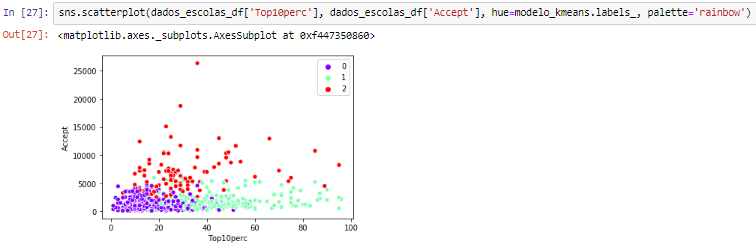 In [27]: sns.scatterplot(dados_escolas_df['Top10perc'], dados_escolas_df['Accept'], hue=modelo_kmeans.labels_, palette='rainbow')
Out[27]: <matplotlib.axes._subplots.AxesSubplot at 0xf447350860>
0
1
2
25000
20000
15000
10000
5000
0
Accept
0 20 40 60 80 100
Top10perc